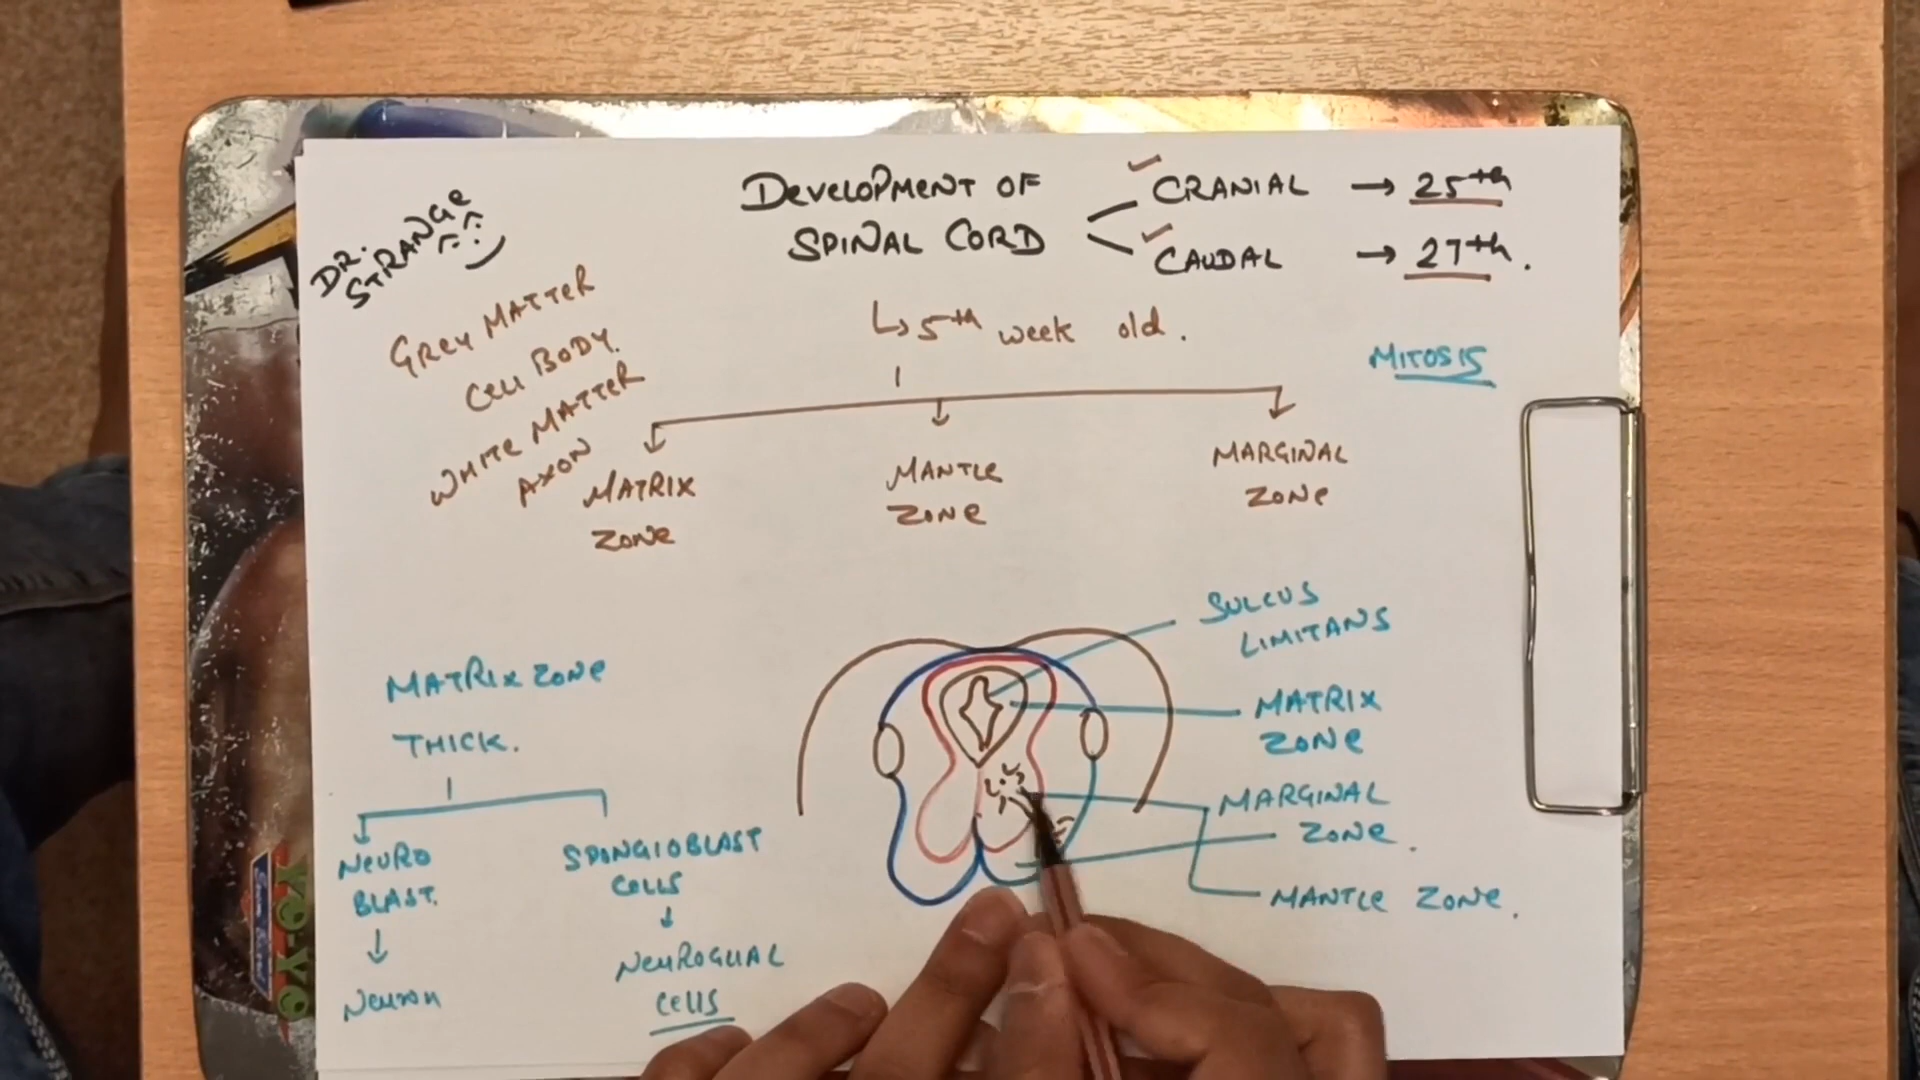 DEVELOPMENT OF
SPINAL CORD
CRANIAL → 25th
CAUDAL → 27th.
DR.
STRANGE
GREY MATTER
CELL BODY.
WHITE MATTER
AXON
↳ 5th week old.
MITOSIS
MATRIX
ZONE
MANTLE
ZONE
MARGINAL
ZONE
SULCUS
LIMITANS
MATRIX
ZONE
MARGINAL
ZONE.
MANTLE ZONE.
MATRIX ZONE
THICK.
NEURO
BLAST.
Neuron
SPONGIOBLAST
CELLS
NEUROGLIAL
CELLS
YO-YO